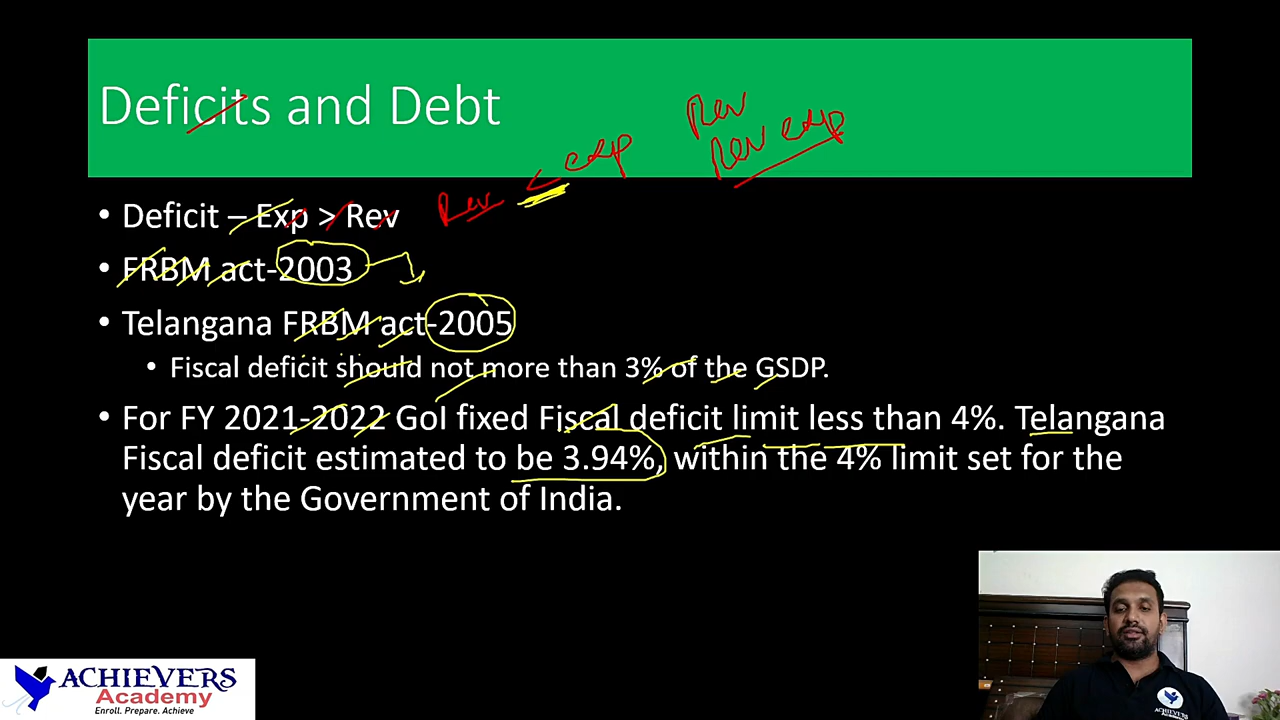 Deficits and Debt
Rev
Rev exp
Rev < exp
• Deficit – Exp > Rev
• FRBM act-2003
• Telangana FRBM act-2005
• Fiscal deficit should not more than 3% of the GSDP.
• For FY 2021-2022 GoI fixed Fiscal deficit limit less than 4%. Telangana
Fiscal deficit estimated to be 3.94%, within the 4% limit set for the
year by the Government of India.
ACHIEVERS
Academy
Enroll. Prepare. Achieve
ACHIEVERS